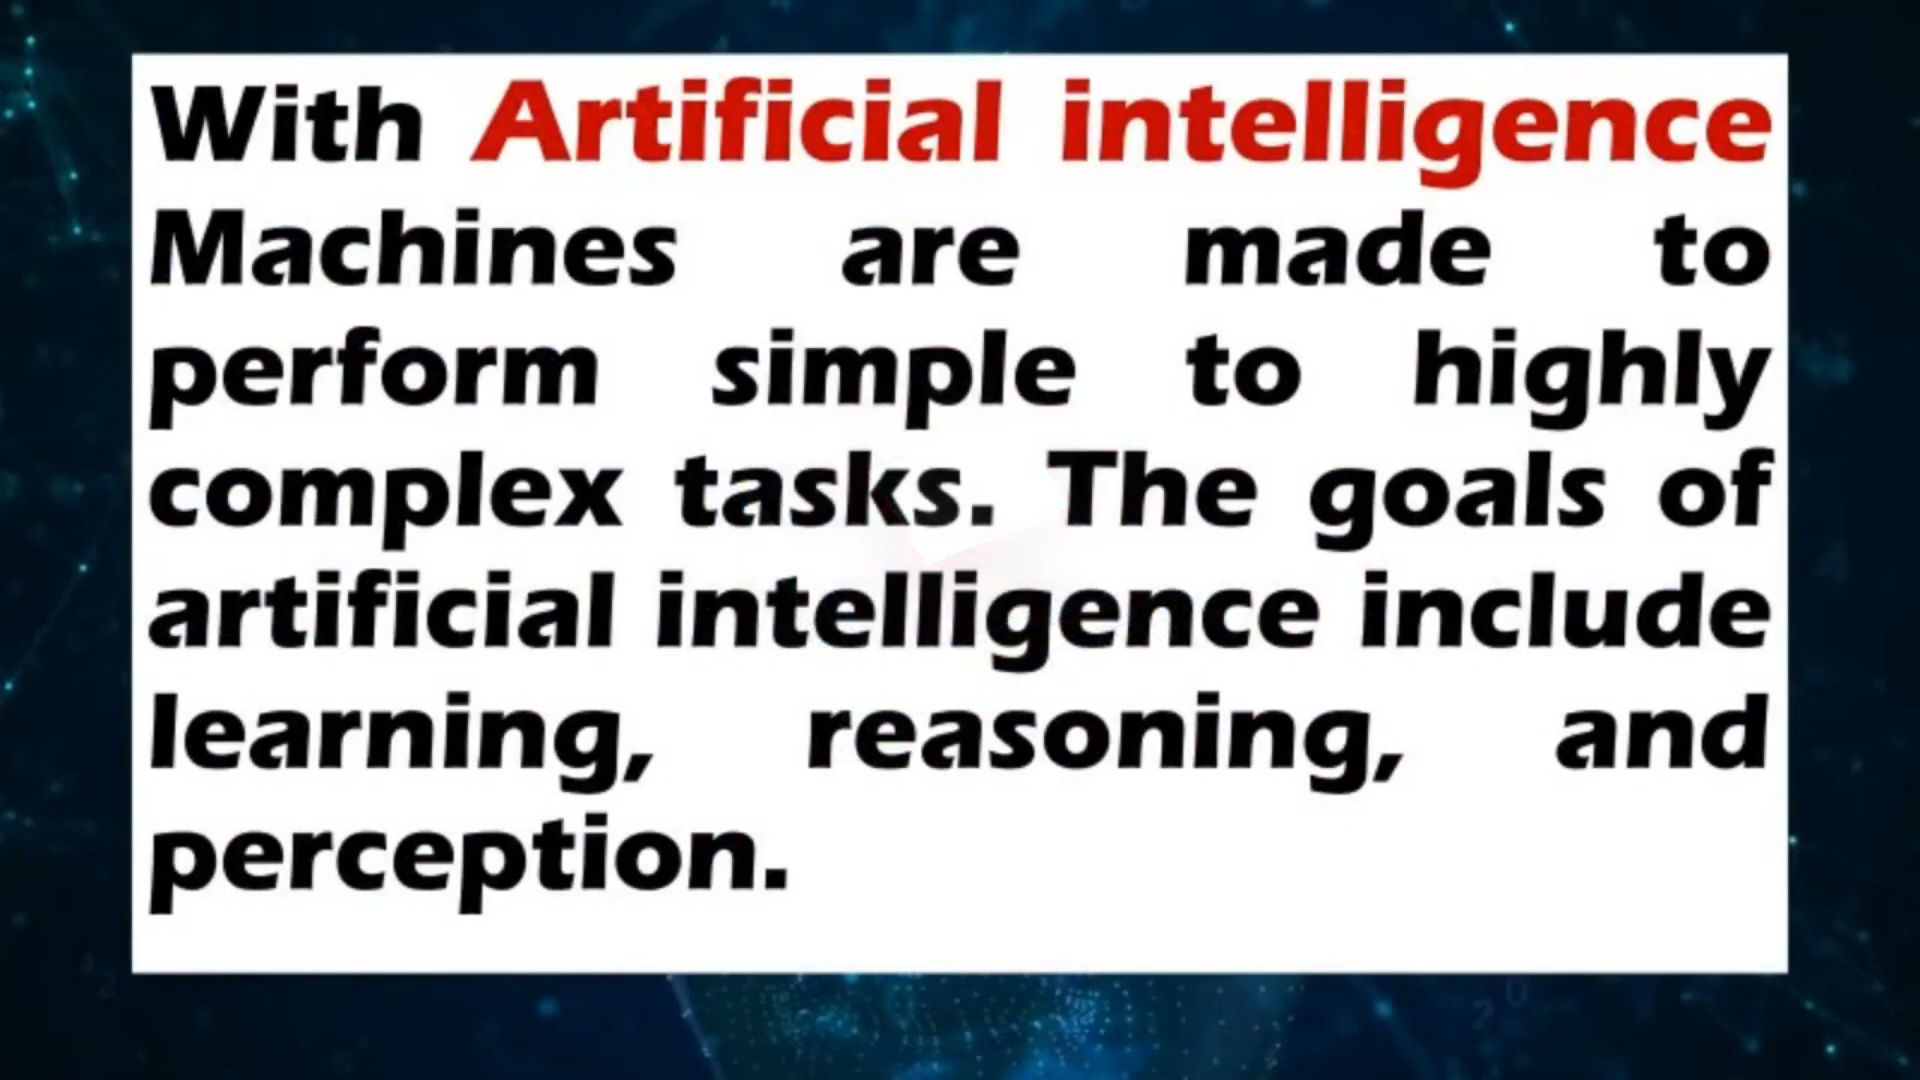 With Artificial intelligence
Machines are made to
perform simple to highly
complex tasks. The goals of
artificial intelligence include
learning, reasoning, and
perception.